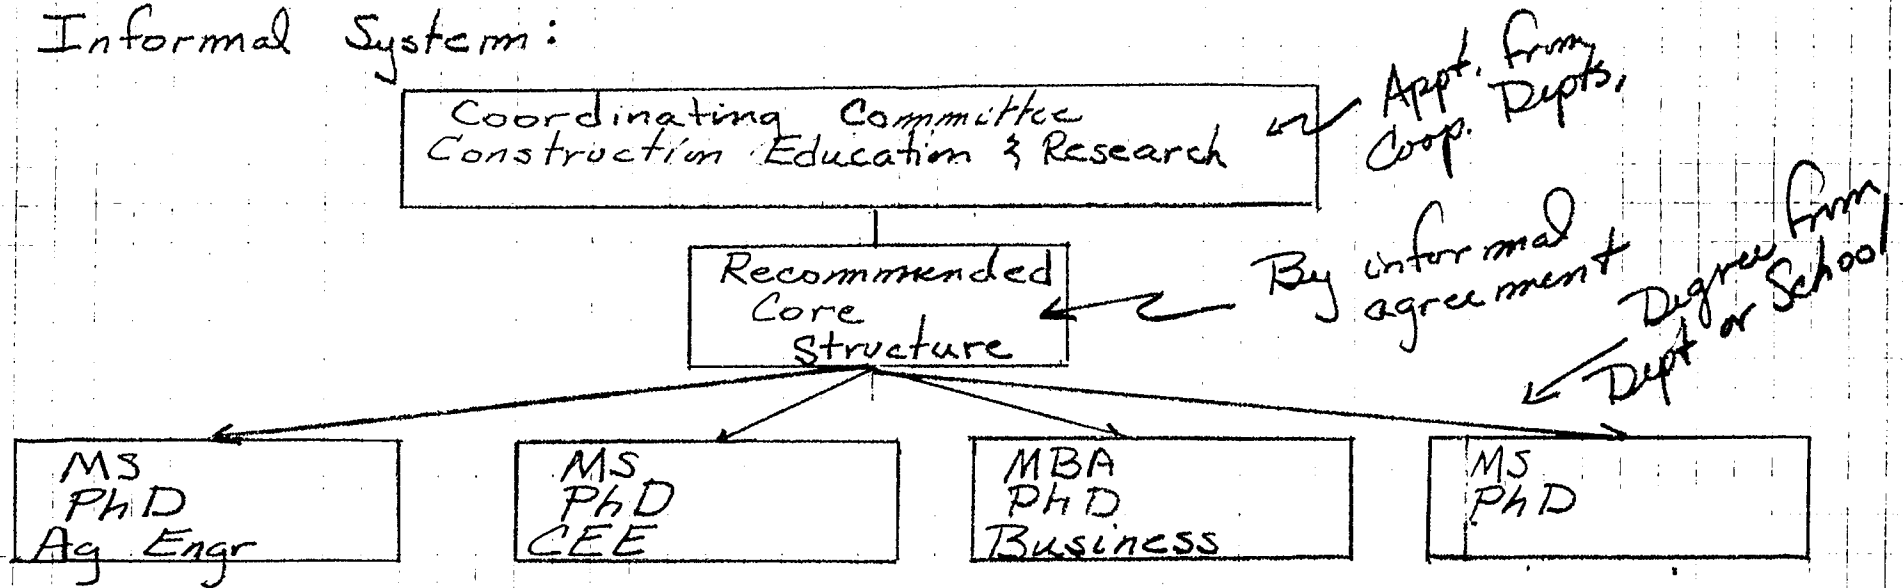 Informal System:
Coordinating Committee
Construction Education & Research
Appt. from
Coop. Depts.
Recommended
Core
Structure
By informal
agreement
Degree from
Dept or School
MS
PhD
Ag Engr
MS
PhD
CEE
MBA
PhD
Business
MS
PhD